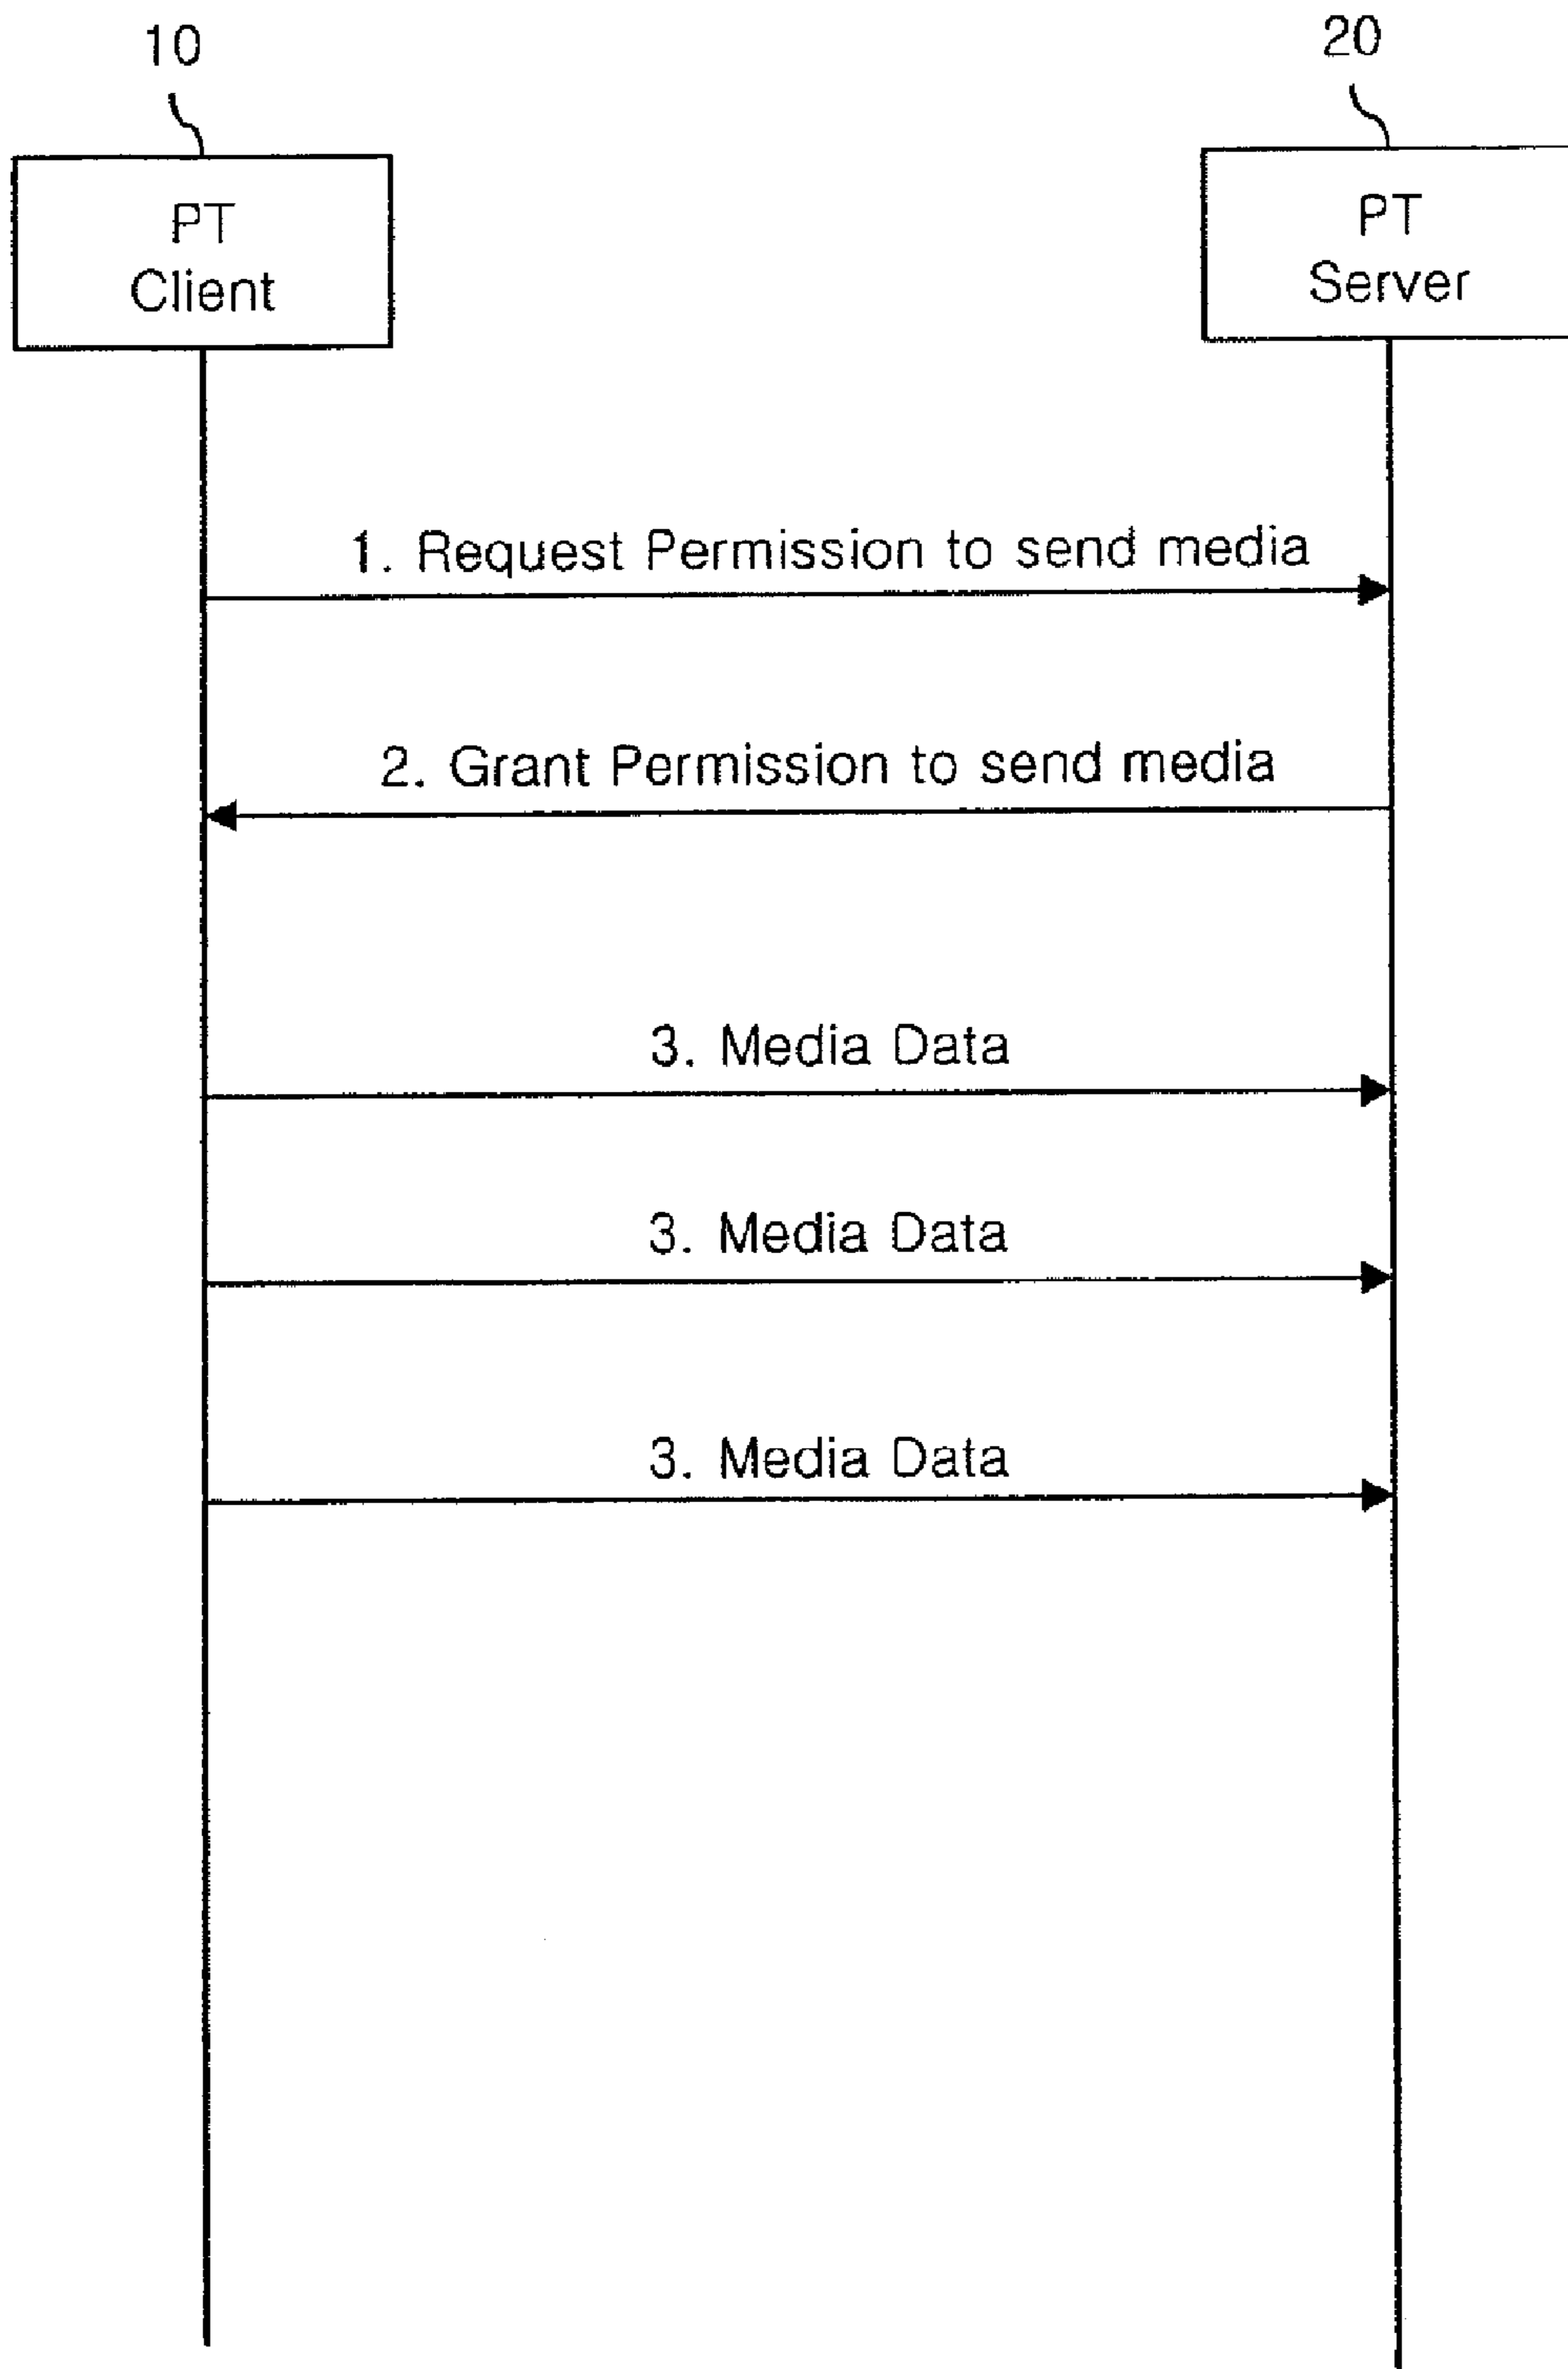 10
20
PT
Client
PT
Server
1. Request Permission to send media
2. Grant Permission to send media
3. Media Data
3. Media Data
3. Media Data